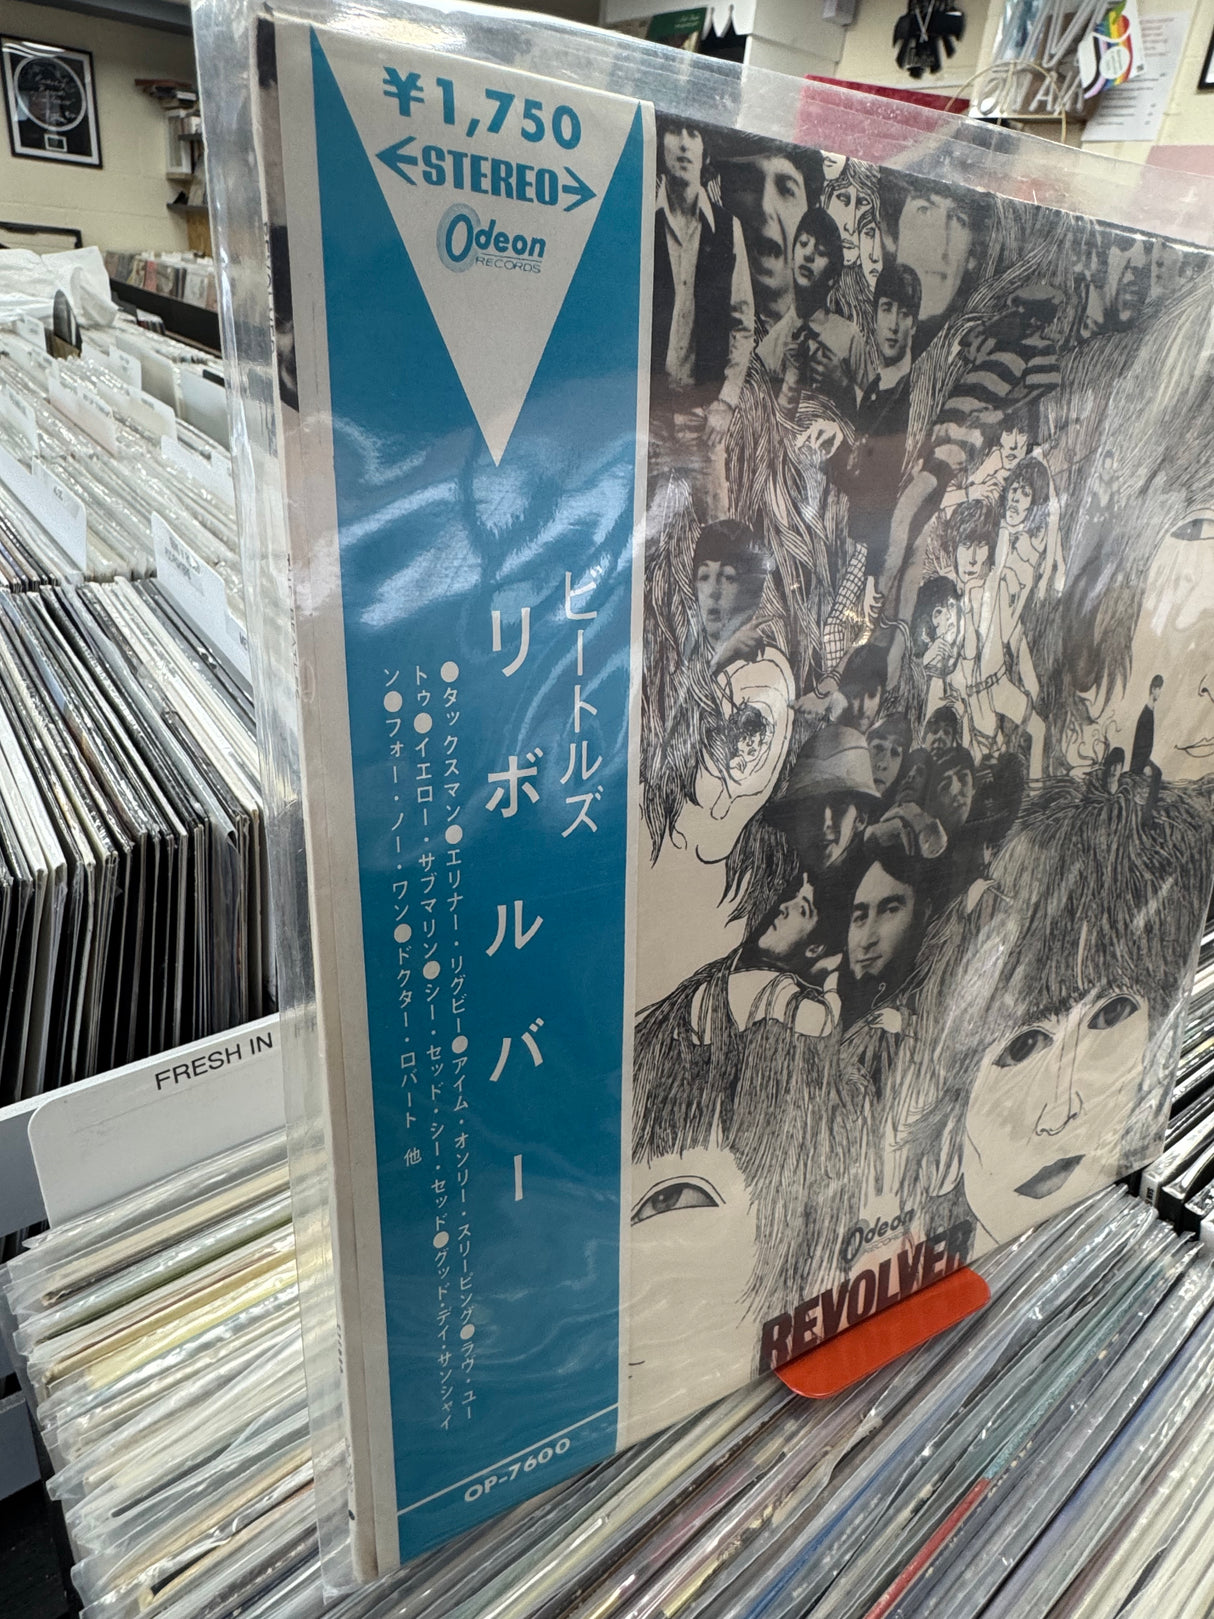 ¥1,750
←STEREO→
Odeon
RECORDS
ビートルズ
リボルバー
●タックスマン●エリナー・リグビー●アイム・オンリー・スリーピング●ラヴ・ユー
トゥ●イエロー・サブマリン●シー・セッド・シー・セッド●グッド・デイ・サンシャイ
ン●フォー・ノー・ワン●ドクター・ロバート 他
OP-7600
Odeon
REVOLVER
FRESH IN